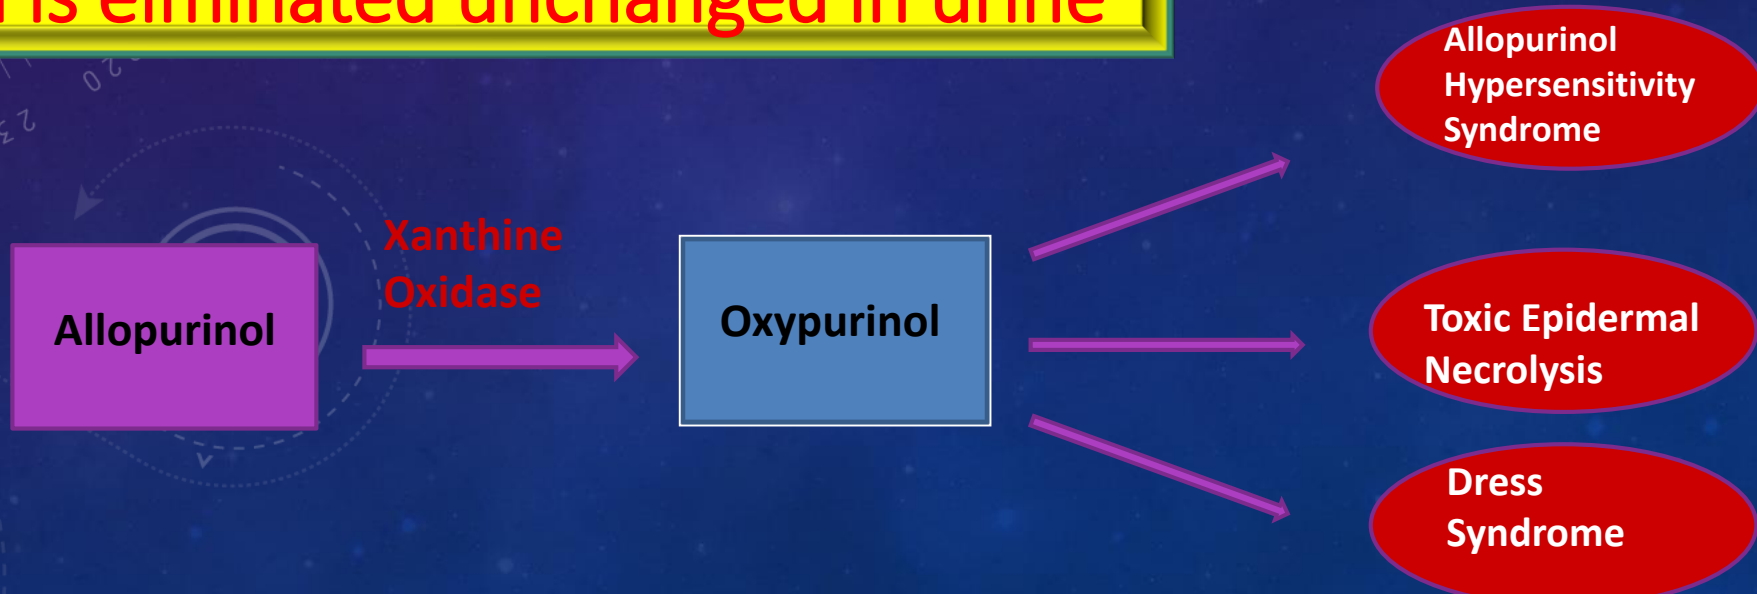 is eliminated unchanged in urine
Allopurinol
Hypersensitivity
Syndrome
Xanthine
Oxidase
Allopurinol
Oxypurinol
Toxic Epidermal
Necrolysis
Dress
Syndrome